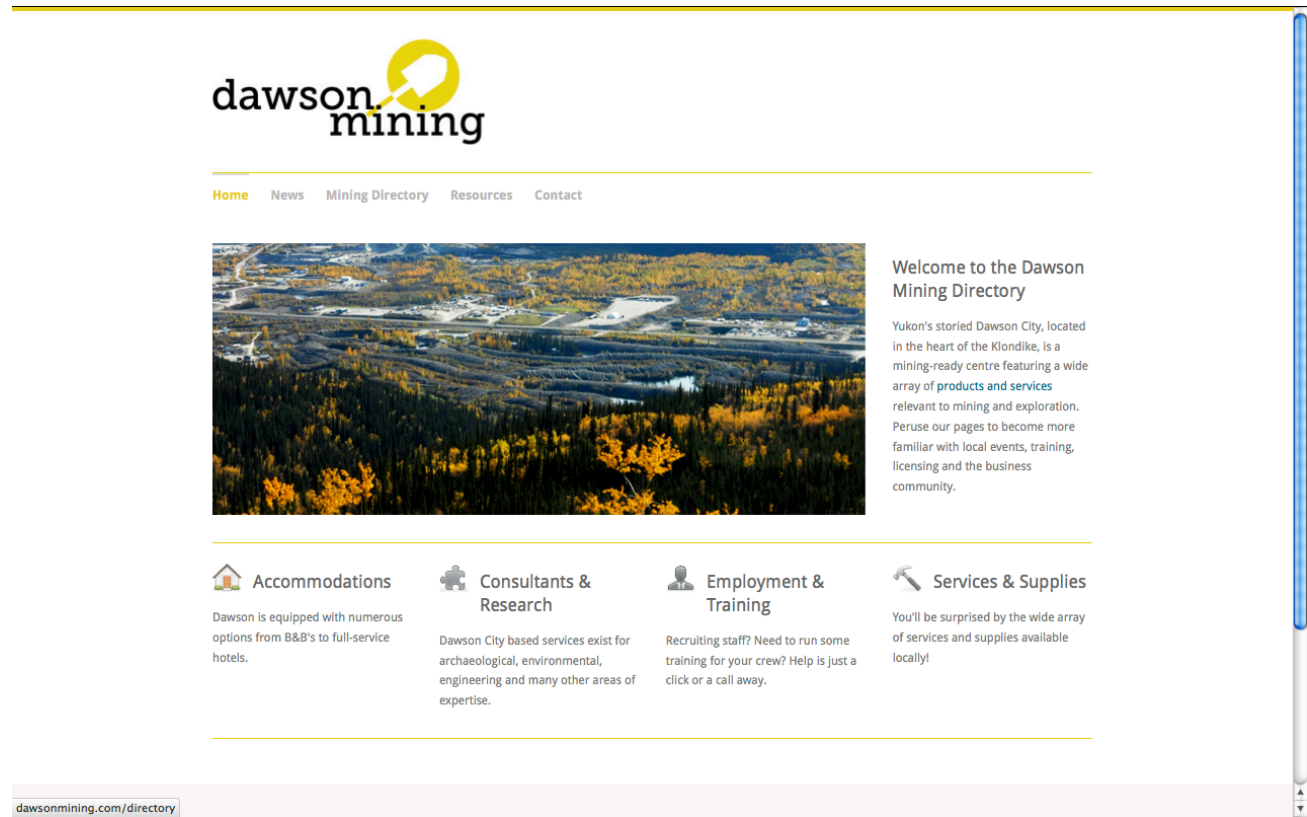 dawson
mining
Home News Mining Directory Resources Contact
Welcome to the Dawson
Mining Directory
Yukon's storied Dawson City, located
in the heart of the Klondike, is a
mining-ready centre featuring a wide
array of products and services
relevant to mining and exploration.
Peruse our pages to become more
familiar with local events, training,
licensing and the business
community.
Accommodations
Dawson is equipped with numerous
options from B&B's to full-service
hotels.
Consultants &
Research
Dawson City based services exist for
archaeological, environmental,
engineering and many other areas of
expertise.
Employment &
Training
Recruiting staff? Need to run some
training for your crew? Help is just a
click or a call away.
Services & Supplies
You'll be surprised by the wide array
of services and supplies available
locally!
dawsonmining.com/directory